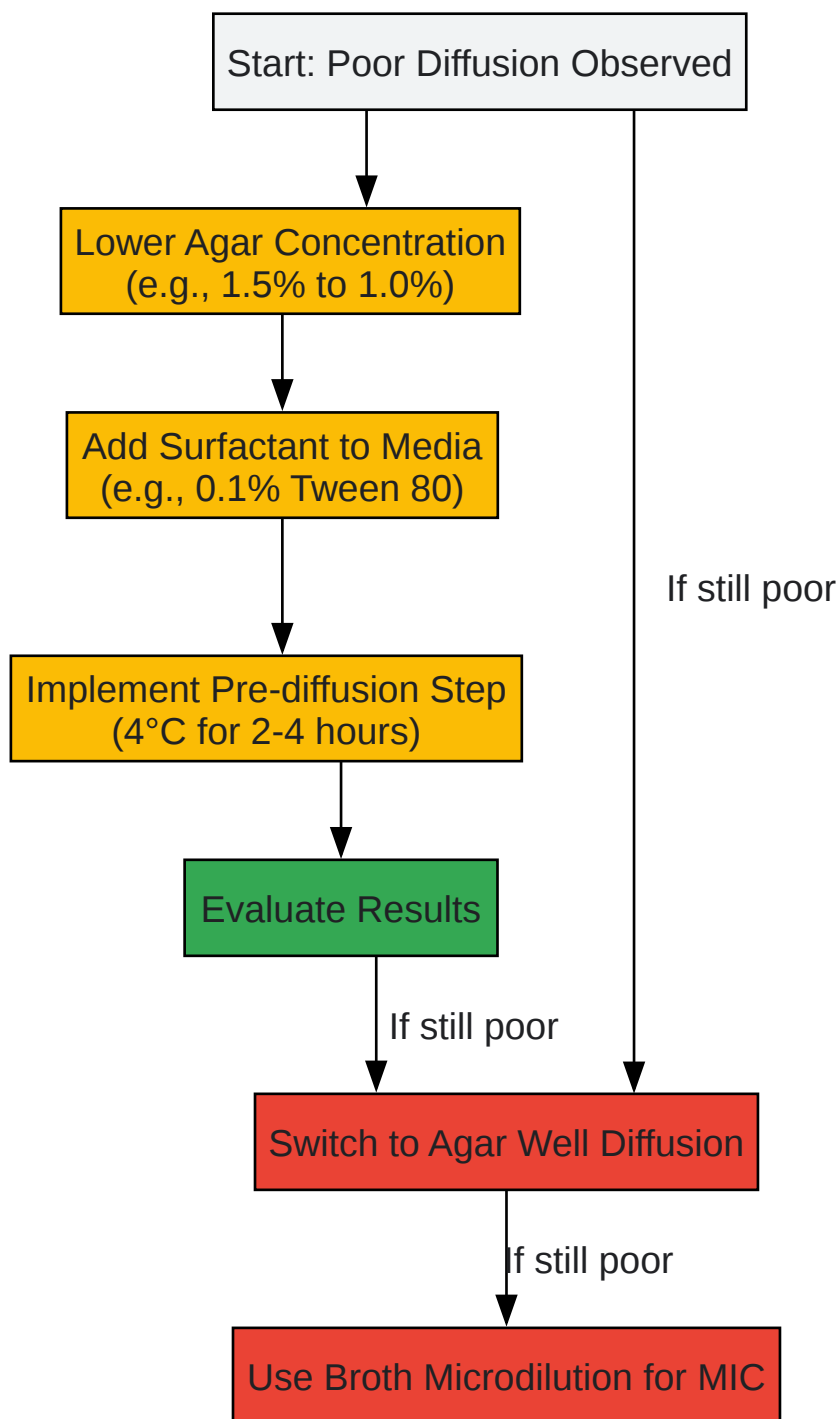 Start: Poor Diffusion Observed
Lower Agar Concentration
(e.g., 1.5% to 1.0%)
Add Surfactant to Media
(e.g., 0.1% Tween 80)
If still poor
Implement Pre-diffusion Step
(4°C for 2-4 hours)
Evaluate Results
If still poor
Switch to Agar Well Diffusion
If still poor
Use Broth Microdilution for MIC